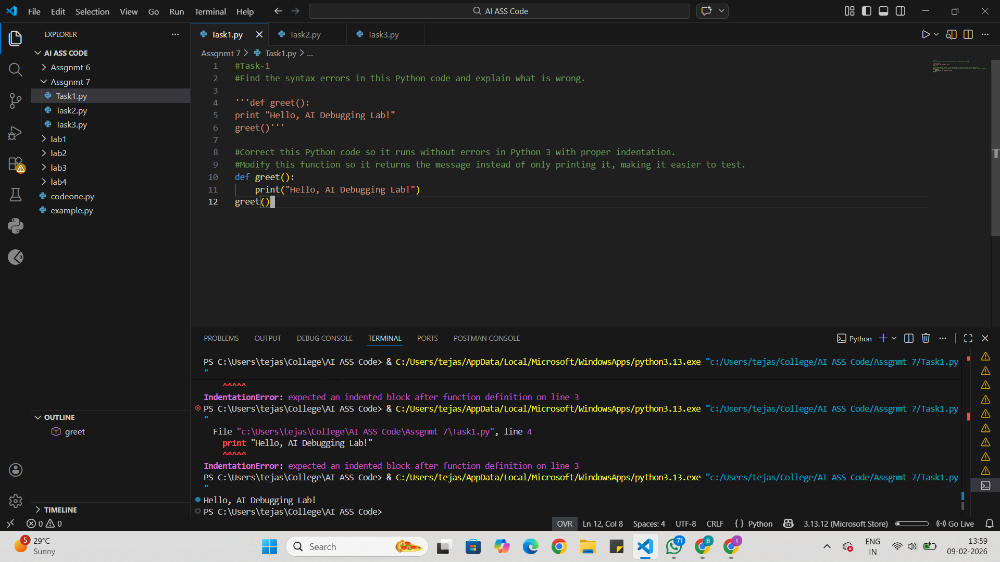 File Edit Selection View Go Run Terminal Help
AI ASS Code
EXPLORER
AI ASS CODE
Assgnmt 6
Assgnmt 7
Task1.py
Task2.py
Task3.py
lab1
lab2
lab3
lab4
codeone.py
example.py
OUTLINE
greet
TIMELINE
Task1.py Task2.py Task3.py
Assgnmt 7 > Task1.py > ...
1 #Task-1
2 #Find the syntax errors in this Python code and explain what is wrong.
3
4 '''def greet():
5 print "Hello, AI Debugging Lab!"
6 greet()'''
7
8 #Correct this Python code so it runs without errors in Python 3 with proper indentation.
9 #Modify this function so it returns the message instead of only printing it, making it easier to test.
10 def greet():
11     print("Hello, AI Debugging Lab!")
12 greet()
PROBLEMS OUTPUT DEBUG CONSOLE TERMINAL PORTS POSTMAN CONSOLE
Python
PS C:\Users\tejas\College\AI ASS Code> & C:/Users/tejas/AppData/Local/Microsoft/WindowsApps/python3.13.exe "c:/Users/tejas/College/AI ASS Code/Assgnmt 7/Task1.py
"
^^^^^
IndentationError: expected an indented block after function definition on line 3
PS C:\Users\tejas\College\AI ASS Code> & C:/Users/tejas/AppData/Local/Microsoft/WindowsApps/python3.13.exe "c:/Users/tejas/College/AI ASS Code/Assgnmt 7/Task1.py
"
File "c:\Users\tejas\College\AI ASS Code\Assgnmt 7\Task1.py", line 4
print "Hello, AI Debugging Lab!"
^^^^^
IndentationError: expected an indented block after function definition on line 3
PS C:\Users\tejas\College\AI ASS Code> & C:/Users/tejas/AppData/Local/Microsoft/WindowsApps/python3.13.exe "c:/Users/tejas/College/AI ASS Code/Assgnmt 7/Task1.py
"
Hello, AI Debugging Lab!
PS C:\Users\tejas\College\AI ASS Code>
0 0 OVR Ln 12, Col 8 Spaces: 4 UTF-8 CRLF {} Python 3.13.12 (Microsoft Store) Go Live
5 29°C
Sunny
Search
71
B
t
ENG
IN
13:59
09-02-2026